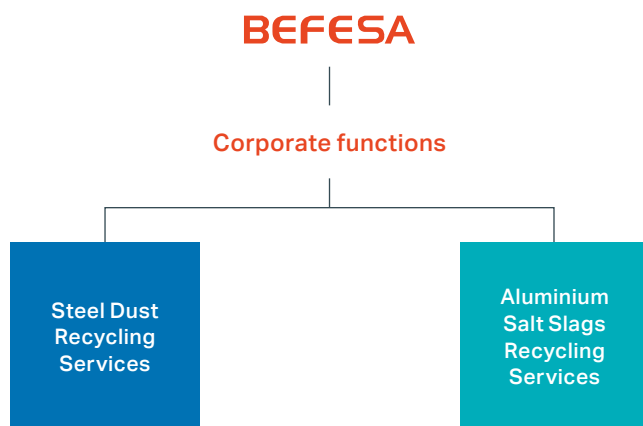 BEFESA
Corporate functions
Steel Dust
Recycling
Services
Aluminium
Salt Slags
Recycling
Services